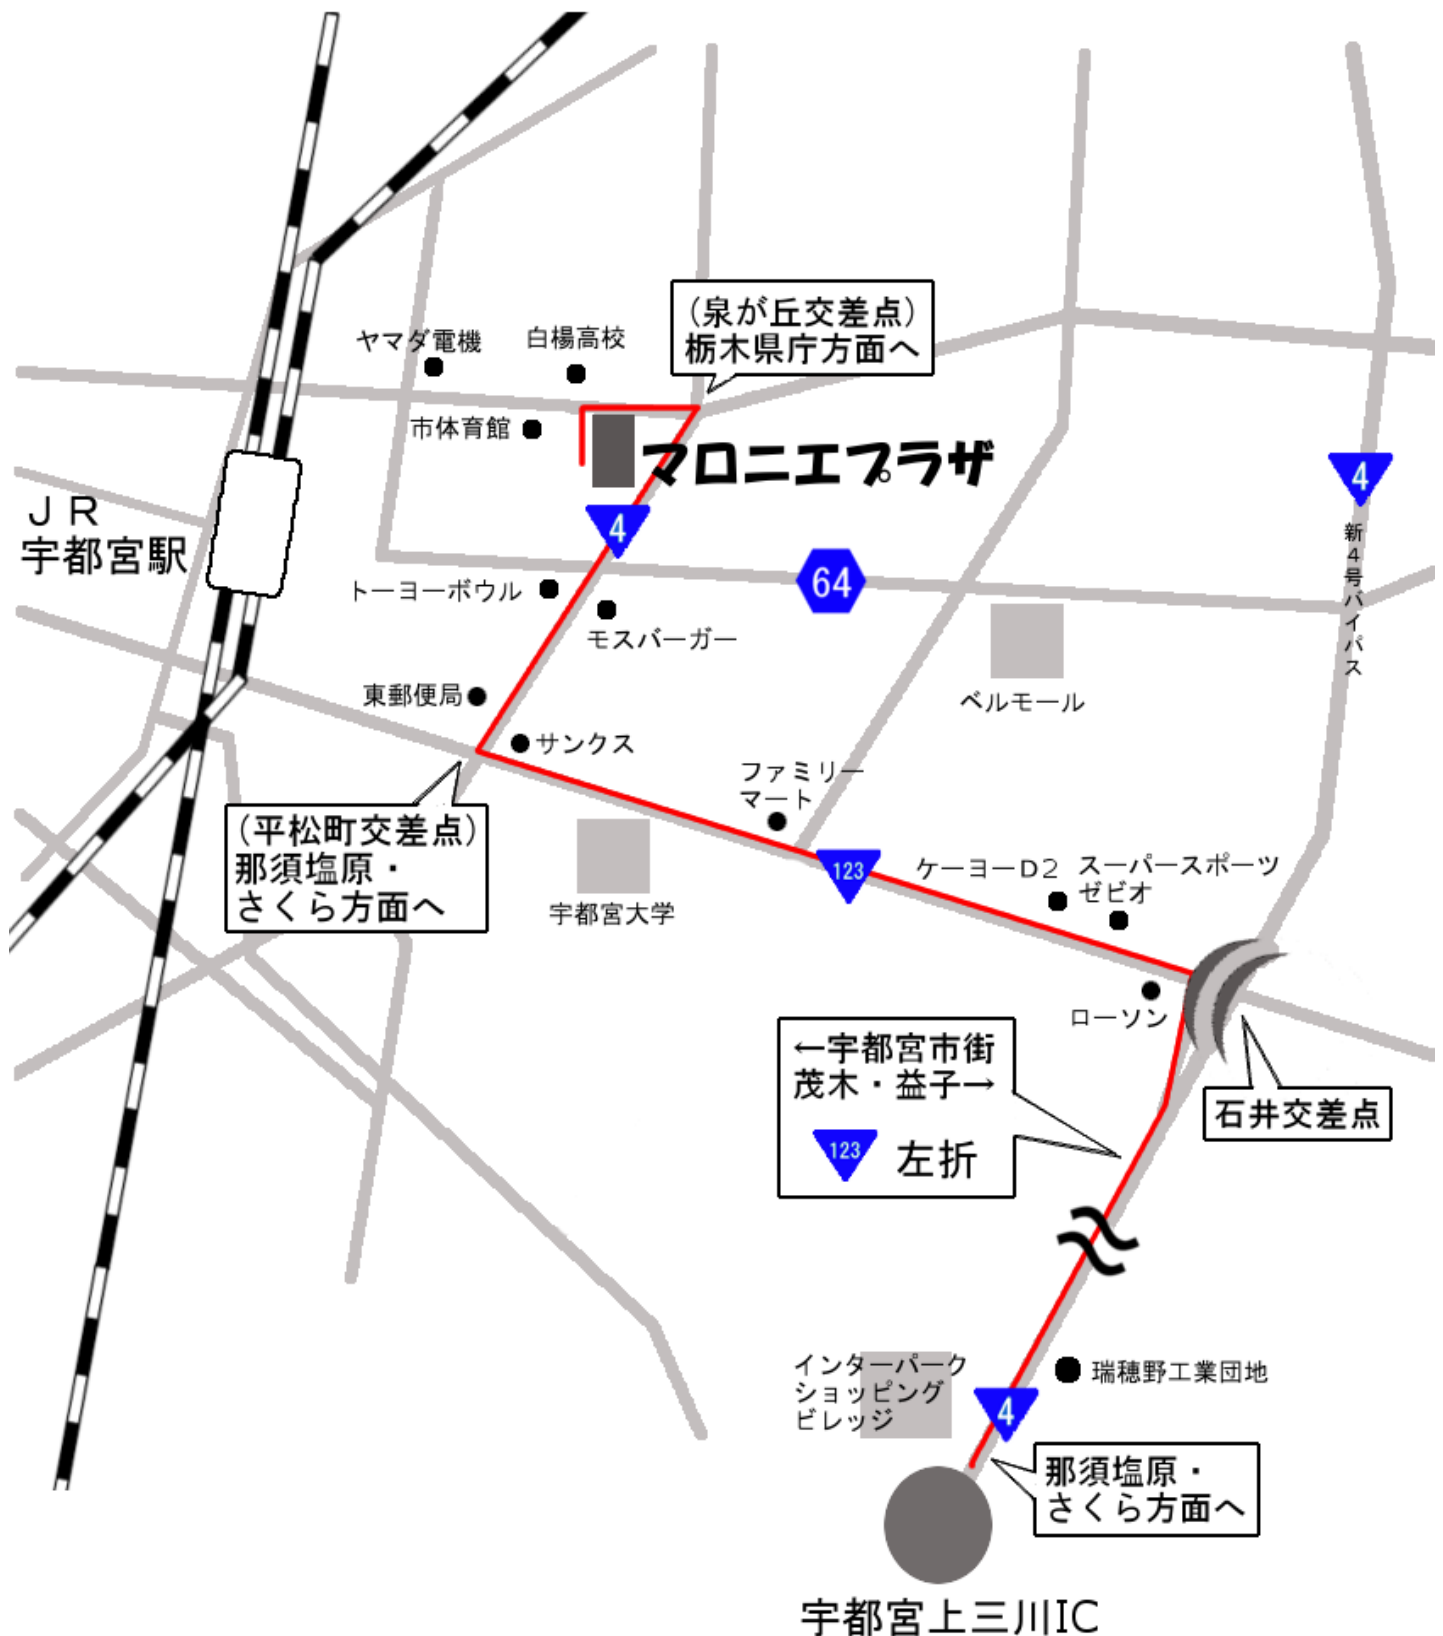 (泉が丘交差点)
栃木県庁方面へ
ヤマダ電機
白楊高校
市体育館
マロニエプラザ
4
4
新4号バイパス
ＪＲ
宇都宮駅
トーヨーボウル
64
モスバーガー
ベルモール
東郵便局
サンクス
ファミリー
マート
(平松町交差点)
那須塩原・
さくら方面へ
宇都宮大学
123
ケーヨーD2
スーパースポーツ
ゼビオ
ローソン
←宇都宮市街
茂木・益子→
123 左折
石井交差点
インターパーク
ショッピング
ビレッジ
瑞穂野工業団地
4
那須塩原・
さくら方面へ
宇都宮上三川IC